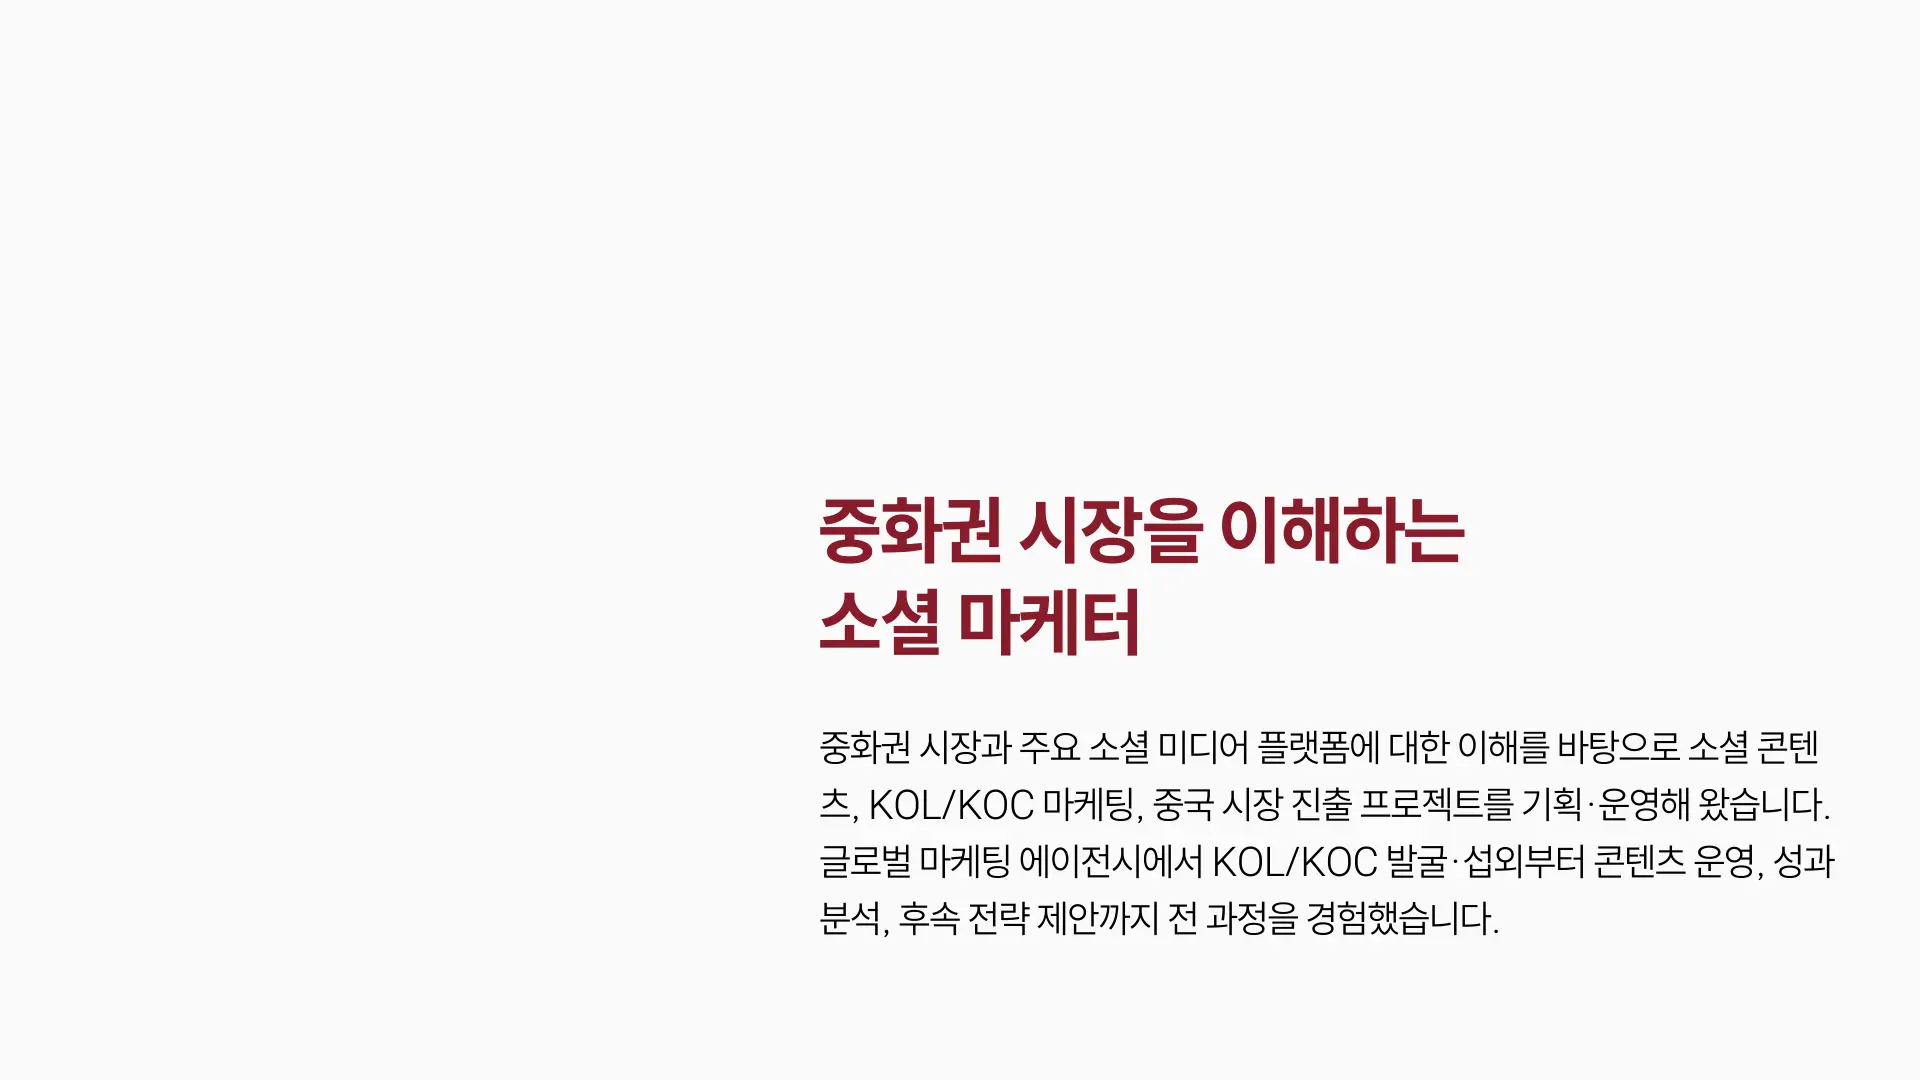 중화권 시장을 이해하는
소셜 마케터
중화권 시장과 주요 소셜 미디어 플랫폼에 대한 이해를 바탕으로 소셜 콘텐
츠, KOL/KOC 마케팅, 중국 시장 진출 프로젝트를 기획·운영해 왔습니다.
글로벌 마케팅 에이전시에서 KOL/KOC 발굴·섭외부터 콘텐츠 운영, 성과
분석, 후속 전략 제안까지 전 과정을 경험했습니다.